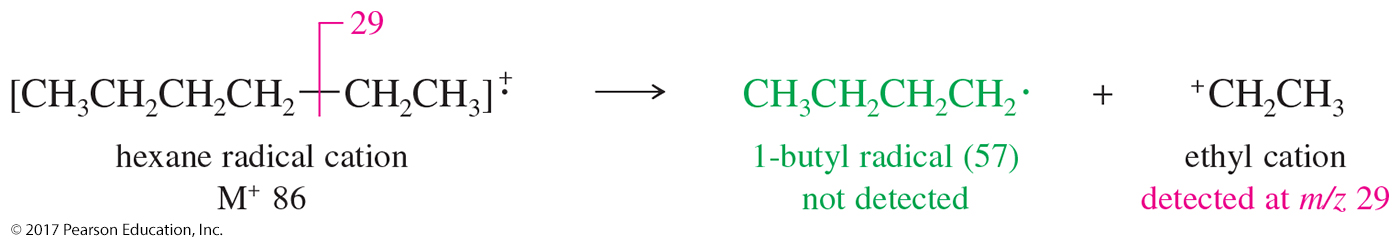 29
[CH₃CH₂CH₂CH₂—CH₂CH₃]⁺· ⟶ CH₃CH₂CH₂CH₂· + ⁺CH₂CH₃
hexane radical cation 1-butyl radical (57) ethyl cation
M⁺ 86 not detected detected at m/z 29
© 2017 Pearson Education, Inc.